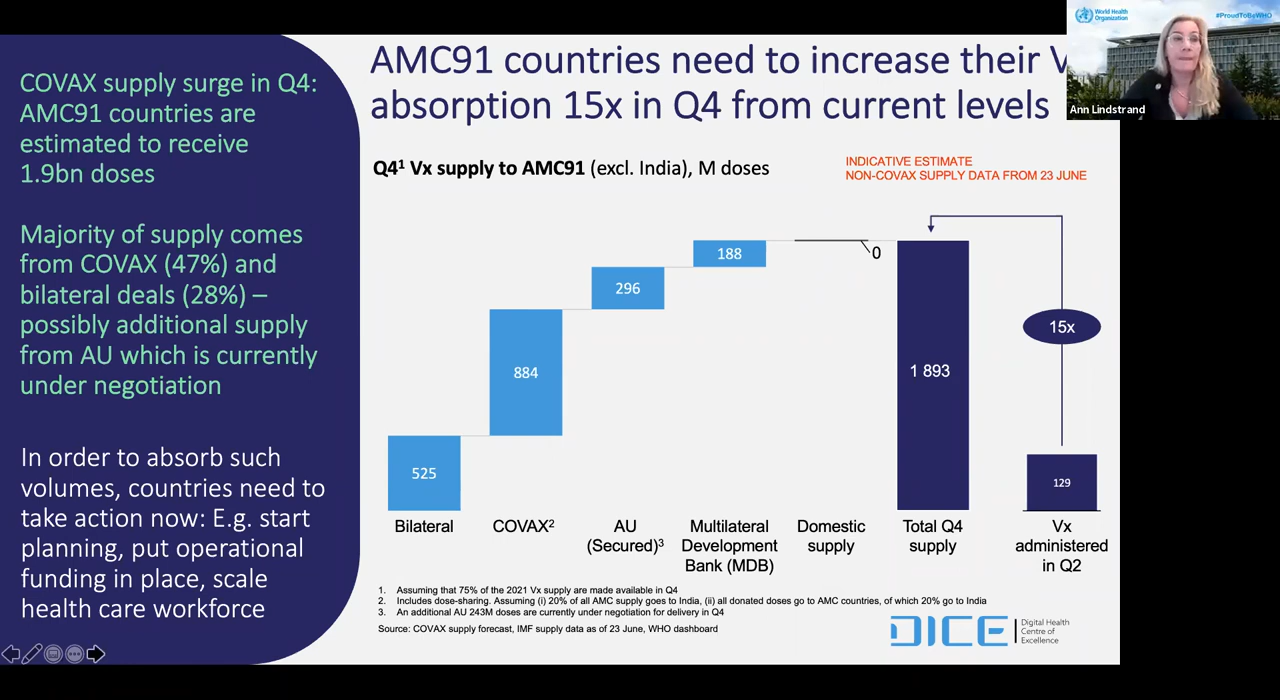 World Health
Organization
#ProudToBeWHO
Ann Lindstrand
COVAX supply surge in Q4:
AMC91 countries are
estimated to receive
1.9bn doses
Majority of supply comes
from COVAX (47%) and
bilateral deals (28%) –
possibly additional supply
from AU which is currently
under negotiation
In order to absorb such
volumes, countries need to
take action now: E.g. start
planning, put operational
funding in place, scale
health care workforce
AMC91 countries need to increase their V
absorption 15x in Q4 from current levels
Q4¹ Vx supply to AMC91 (excl. India), M doses
INDICATIVE ESTIMATE
NON-COVAX SUPPLY DATA FROM 23 JUNE
525
884
296
188
0
1 893
15x
129
Bilateral
COVAX²
AU
(Secured)³
Multilateral
Development
Bank (MDB)
Domestic
supply
Total Q4
supply
Vx
administered
in Q2
1. Assuming that 75% of the 2021 Vx supply are made available in Q4
2. Includes dose-sharing. Assuming (i) 20% of all AMC supply goes to India, (ii) all donated doses go to AMC countries, of which 20% go to India
3. An additional AU 243M doses are currently under negotiation for delivery in Q4
Source: COVAX supply forecast, IMF supply data as of 23 June, WHO dashboard
DICE
Digital Health
Centre of
Excellence